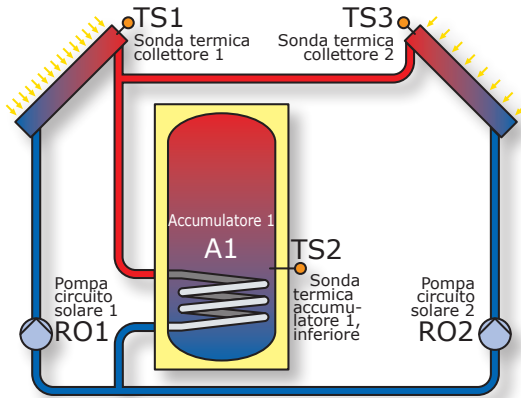 TS1
Sonda termica
collettore 1
TS3
Sonda termica
collettore 2
Accumulatore 1
A1
TS2
Sonda
termica
accumu-
latore 1,
inferiore
Pompa
circuito
solare 1
RO1
Pompa
circuito
solare 2
RO2